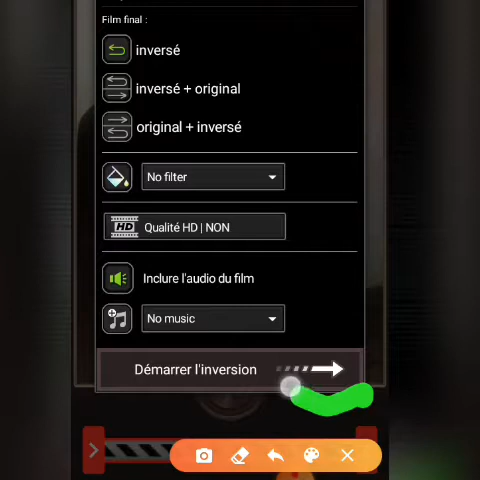 Film final :
inversé
inversé + original
original + inversé
No filter
HD Qualité HD | NON
Inclure l'audio du film
No music
Démarrer l'inversion